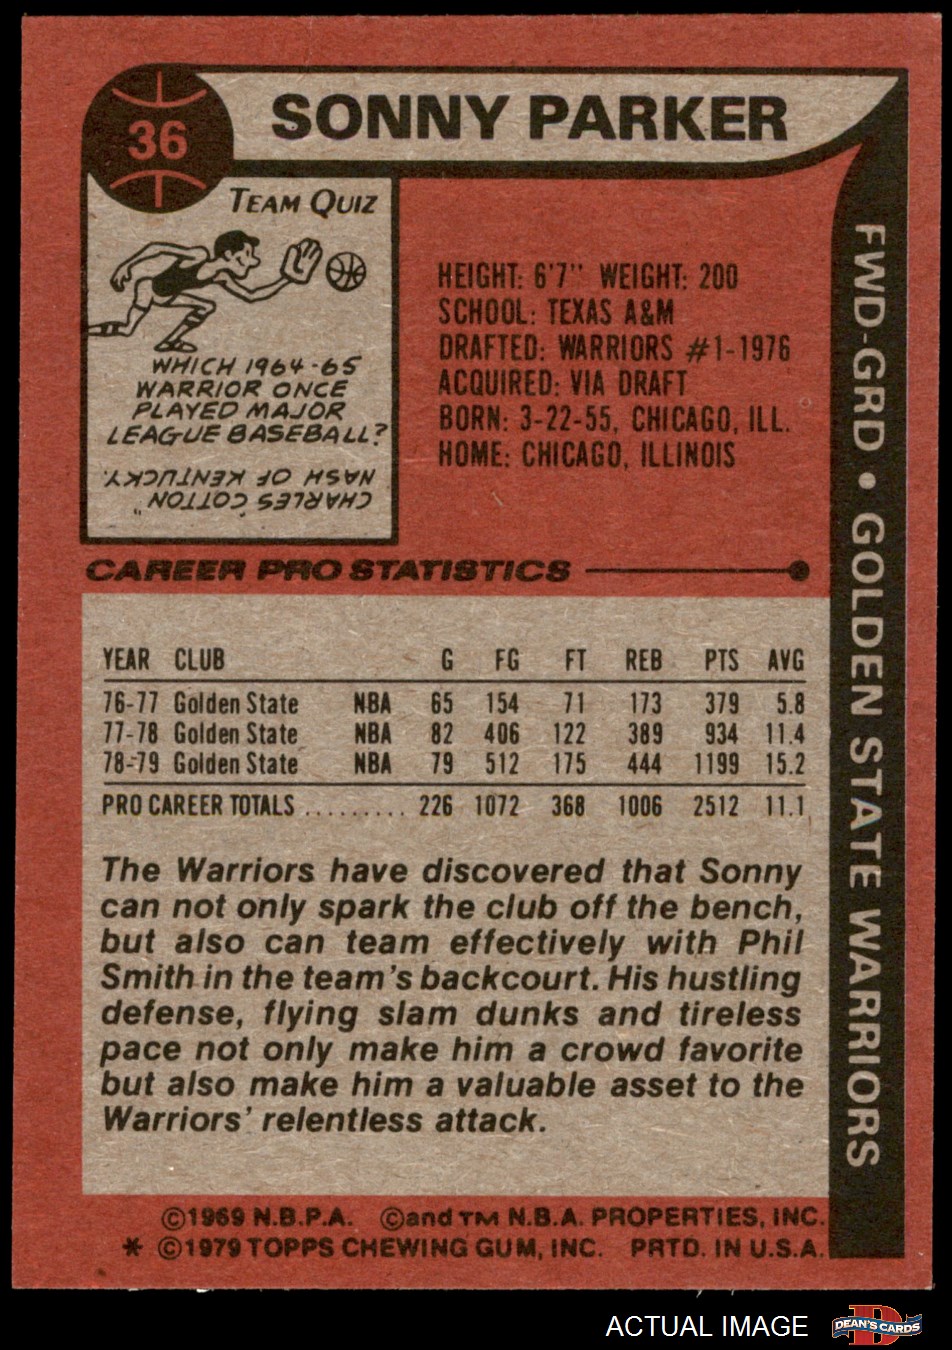 36
SONNY PARKER
TEAM QUIZ
WHICH 1964-65
WARRIOR ONCE
PLAYED MAJOR
LEAGUE BASEBALL?
CHARLES "COTTON"
NASH OF KENTUCKY.
HEIGHT: 6'7" WEIGHT: 200
SCHOOL: TEXAS A&M
DRAFTED: WARRIORS #1-1976
ACQUIRED: VIA DRAFT
BORN: 3-22-55, CHICAGO, ILL.
HOME: CHICAGO, ILLINOIS
FWD-GRD • GOLDEN STATE WARRIORS
CAREER PRO STATISTICS
YEAR CLUB G FG FT REB PTS AVG
76-77 Golden State NBA 65 154 71 173 379 5.8
77-78 Golden State NBA 82 406 122 389 934 11.4
78-79 Golden State NBA 79 512 175 444 1199 15.2
PRO CAREER TOTALS ......... 226 1072 368 1006 2512 11.1
The Warriors have discovered that Sonny
can not only spark the club off the bench,
but also can team effectively with Phil
Smith in the team's backcourt. His hustling
defense, flying slam dunks and tireless
pace not only make him a crowd favorite
but also make him a valuable asset to the
Warriors' relentless attack.
©1969 N.B.P.A. ©and TM N.B.A. PROPERTIES, INC.
* ©1979 TOPPS CHEWING GUM, INC. PRTD. IN U.S.A.
ACTUAL IMAGE
DEAN'S CARDS